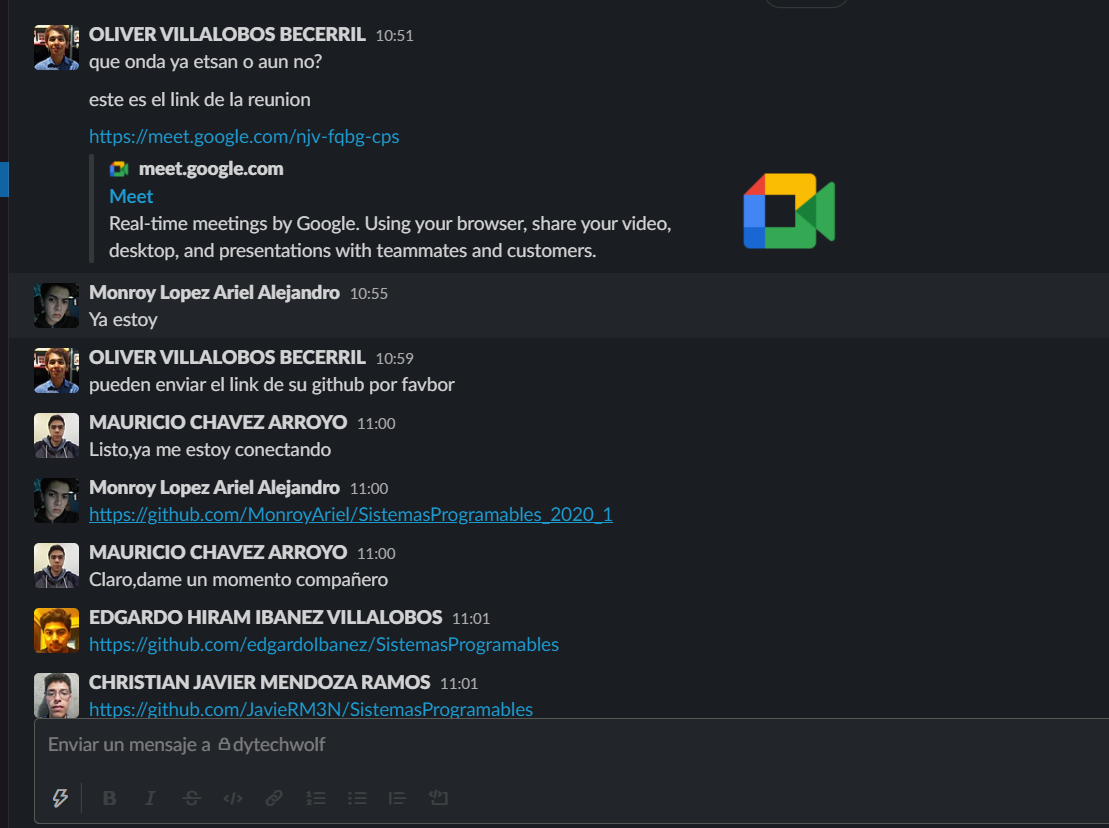 OLIVER VILLALOBOS BECERRIL 10:51
que onda ya etsan o aun no?
este es el link de la reunion
https://meet.google.com/njv-fqbg-cps
meet.google.com
Meet
Real-time meetings by Google. Using your browser, share your video,
desktop, and presentations with teammates and customers.
Monroy Lopez Ariel Alejandro 10:55
Ya estoy
OLIVER VILLALOBOS BECERRIL 10:59
pueden enviar el link de su github por favbor
MAURICIO CHAVEZ ARROYO 11:00
Listo,ya me estoy conectando
Monroy Lopez Ariel Alejandro 11:00
https://github.com/MonroyAriel/SistemasProgramables_2020_1
MAURICIO CHAVEZ ARROYO 11:00
Claro,dame un momento compañero
EDGARDO HIRAM IBANEZ VILLALOBOS 11:01
https://github.com/edgardoIbanez/SistemasProgramables
CHRISTIAN JAVIER MENDOZA RAMOS 11:01
https://github.com/JavieRM3N/SistemasProgramables
Enviar un mensaje a dytechwolf